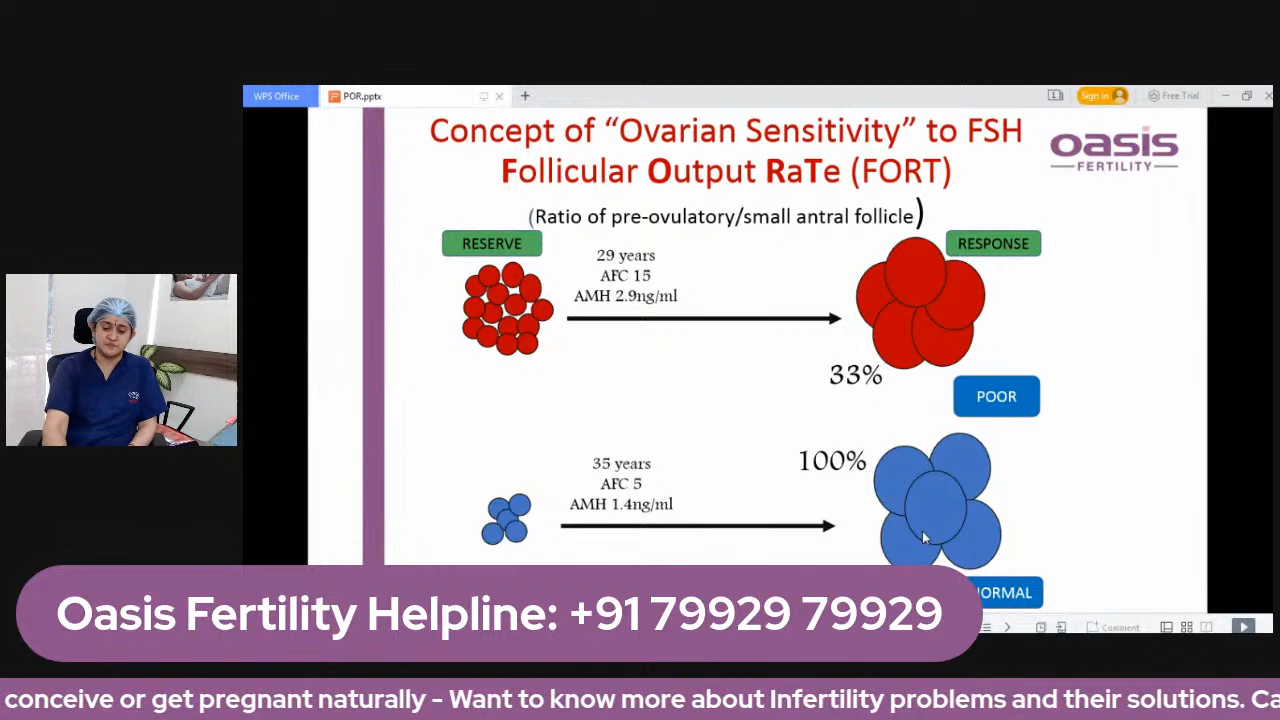 WPS Office
POR.pptx
1
Sign in
Free Trial
Concept of “Ovarian Sensitivity” to FSH
Follicular Output RaTe (FORT)
oasis
FERTILITY
(Ratio of pre-ovulatory/small antral follicle)
RESERVE
29 years
AFC 15
AMH 2.9ng/ml
RESPONSE
33%
POOR
100%
35 years
AFC 5
AMH 1.4ng/ml
ORMAL
Oasis Fertility Helpline: +91 79929 79929
Comment
conceive or get pregnant naturally - Want to know more about Infertility problems and their solutions. Ca